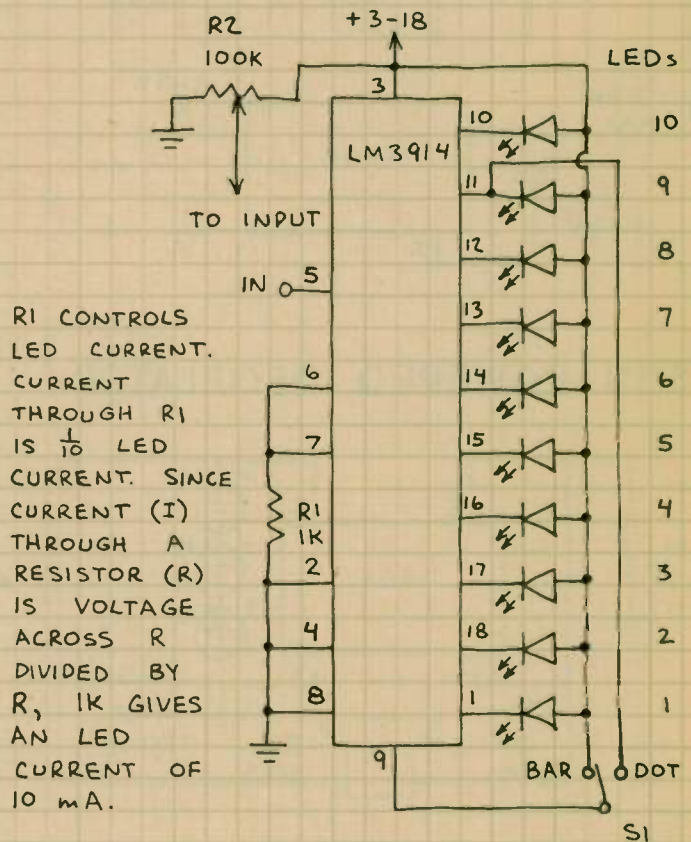 R2
100K
+3-18
LEDs
3
LM3914
10
10
11
9
TO INPUT
12
8
IN
5
13
7
R1 CONTROLS
LED CURRENT.
CURRENT
THROUGH R1
IS 1/10 LED
CURRENT. SINCE
CURRENT (I)
THROUGH A
RESISTOR (R)
IS VOLTAGE
ACROSS R
DIVIDED BY
R, 1K GIVES
AN LED
CURRENT OF
10 mA.
6
14
6
7
15
5
R1
1K
16
4
2
17
3
4
18
2
8
1
1
9
BAR
DOT
S1